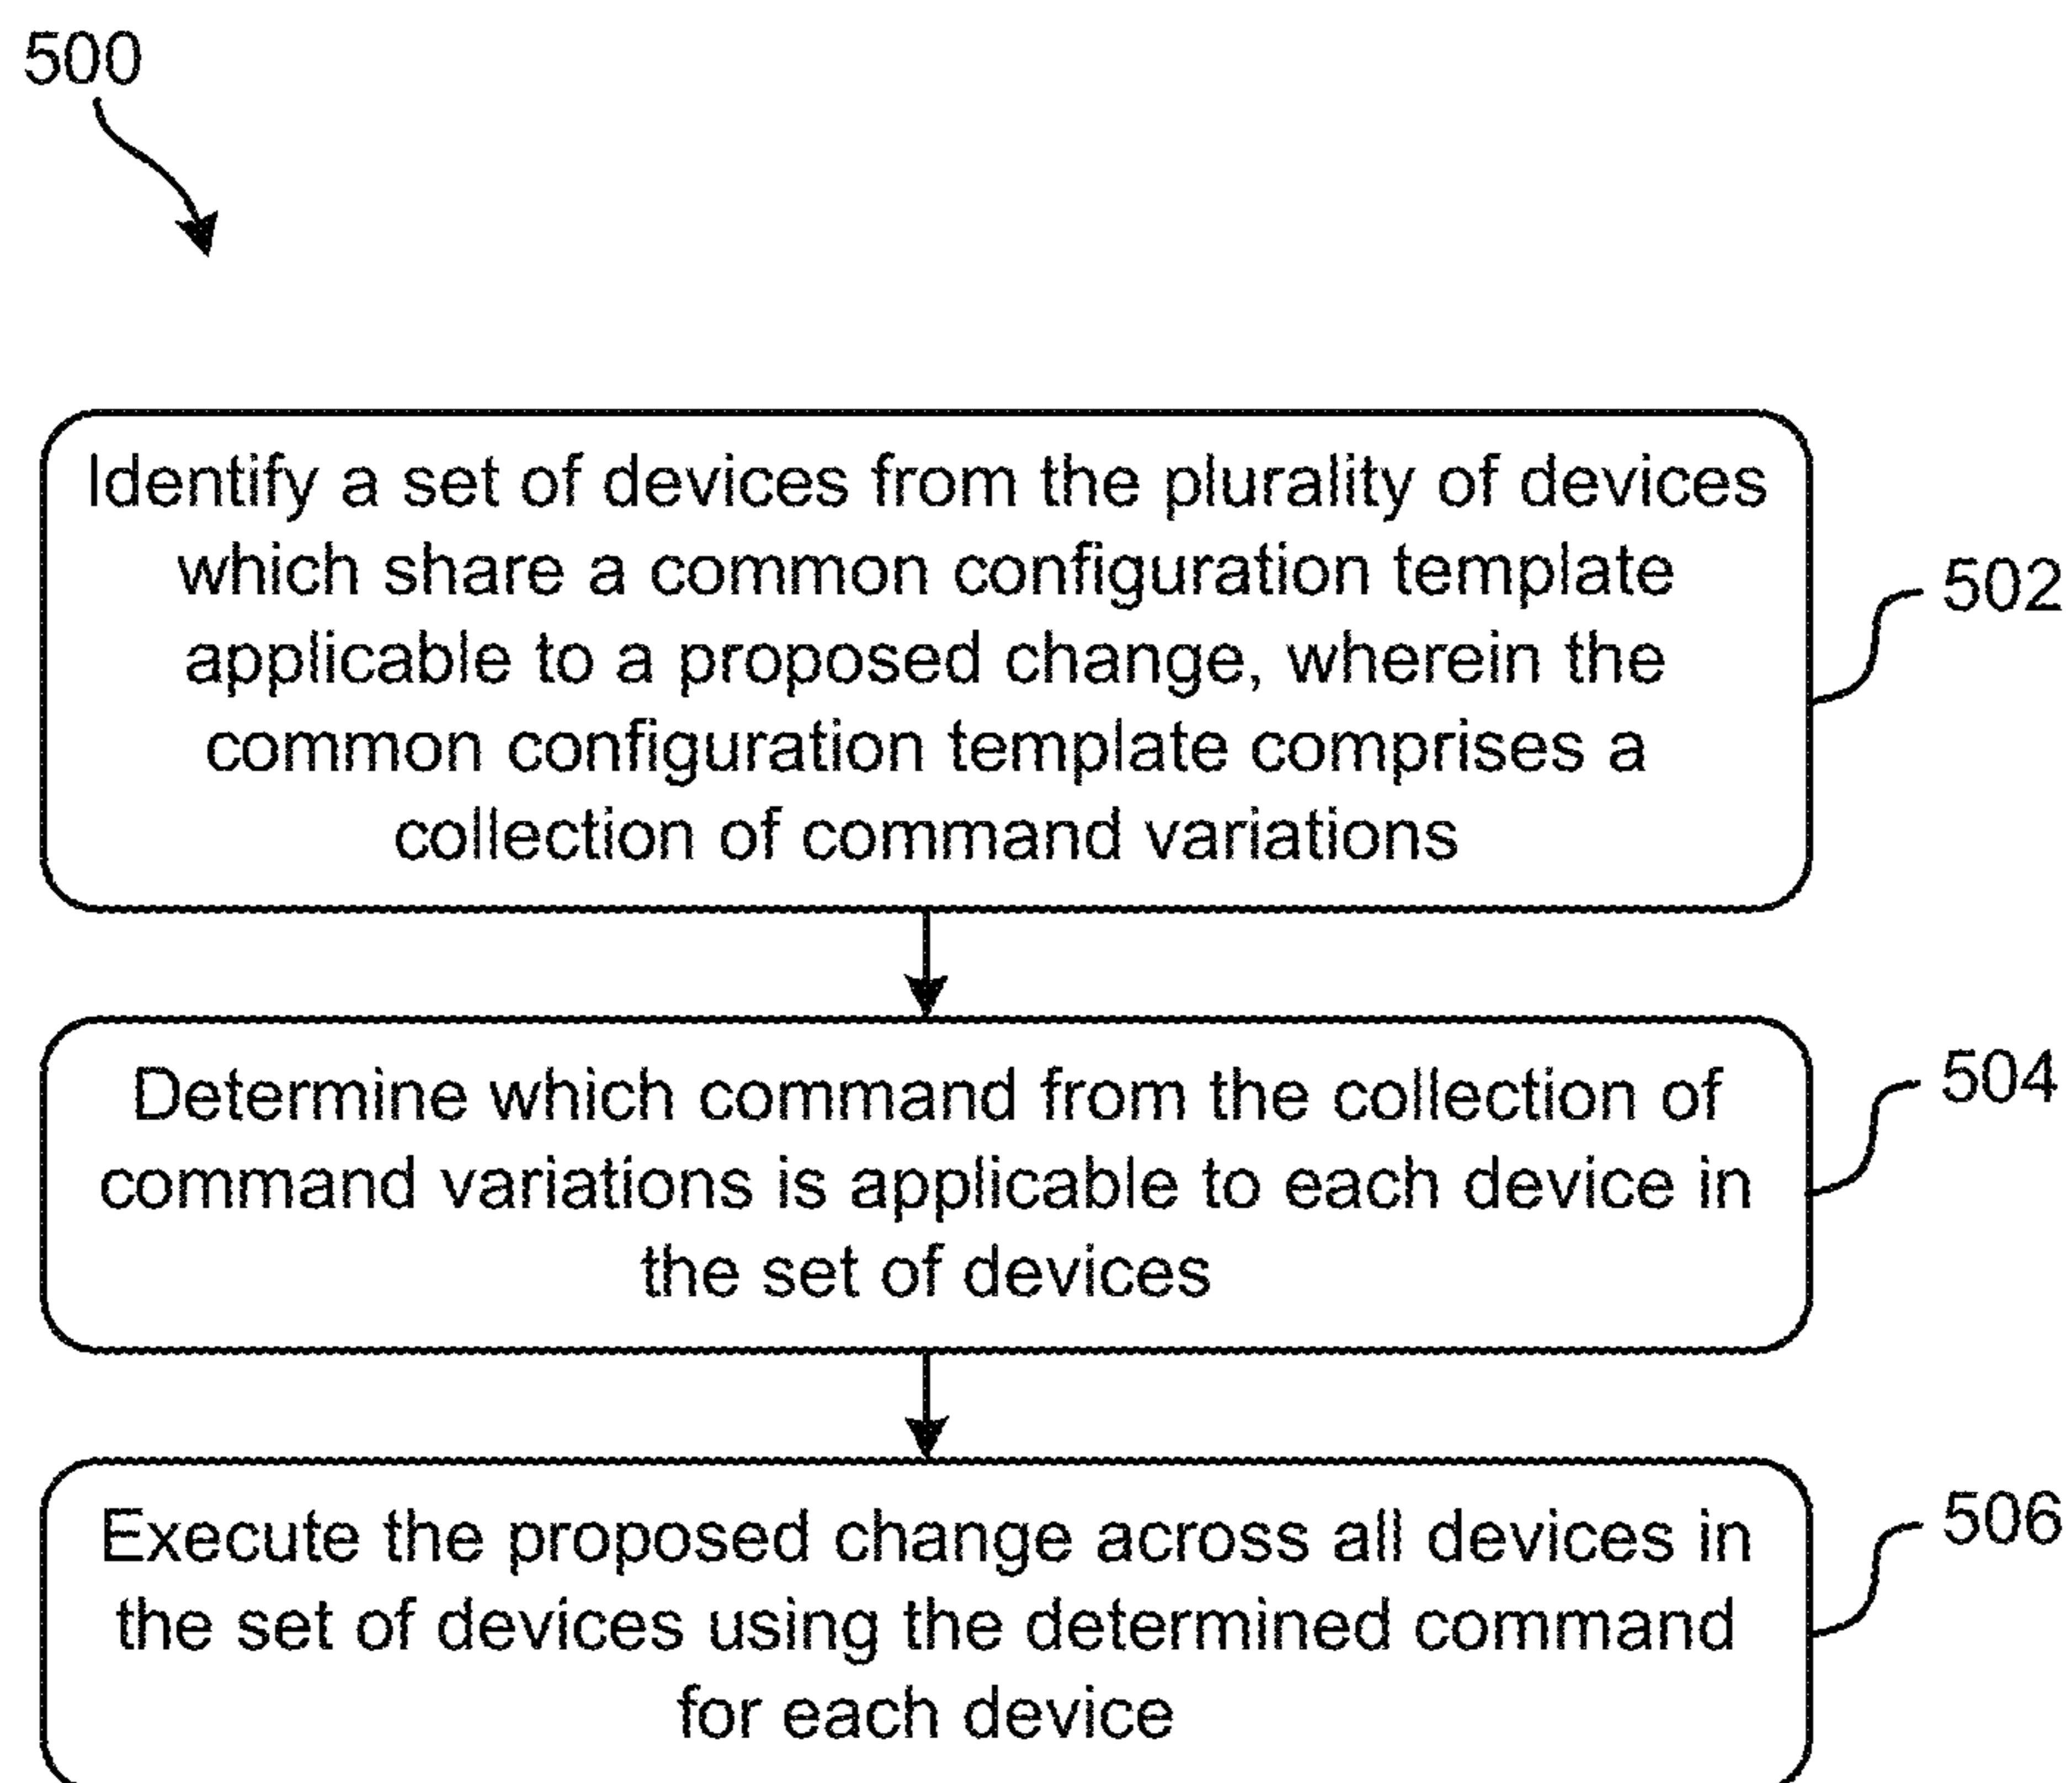 500
Identify a set of devices from the plurality of devices
which share a common configuration template
applicable to a proposed change, wherein the
common configuration template comprises a
collection of command variations
502
Determine which command from the collection of
command variations is applicable to each device in
the set of devices
504
Execute the proposed change across all devices in
the set of devices using the determined command
for each device
506